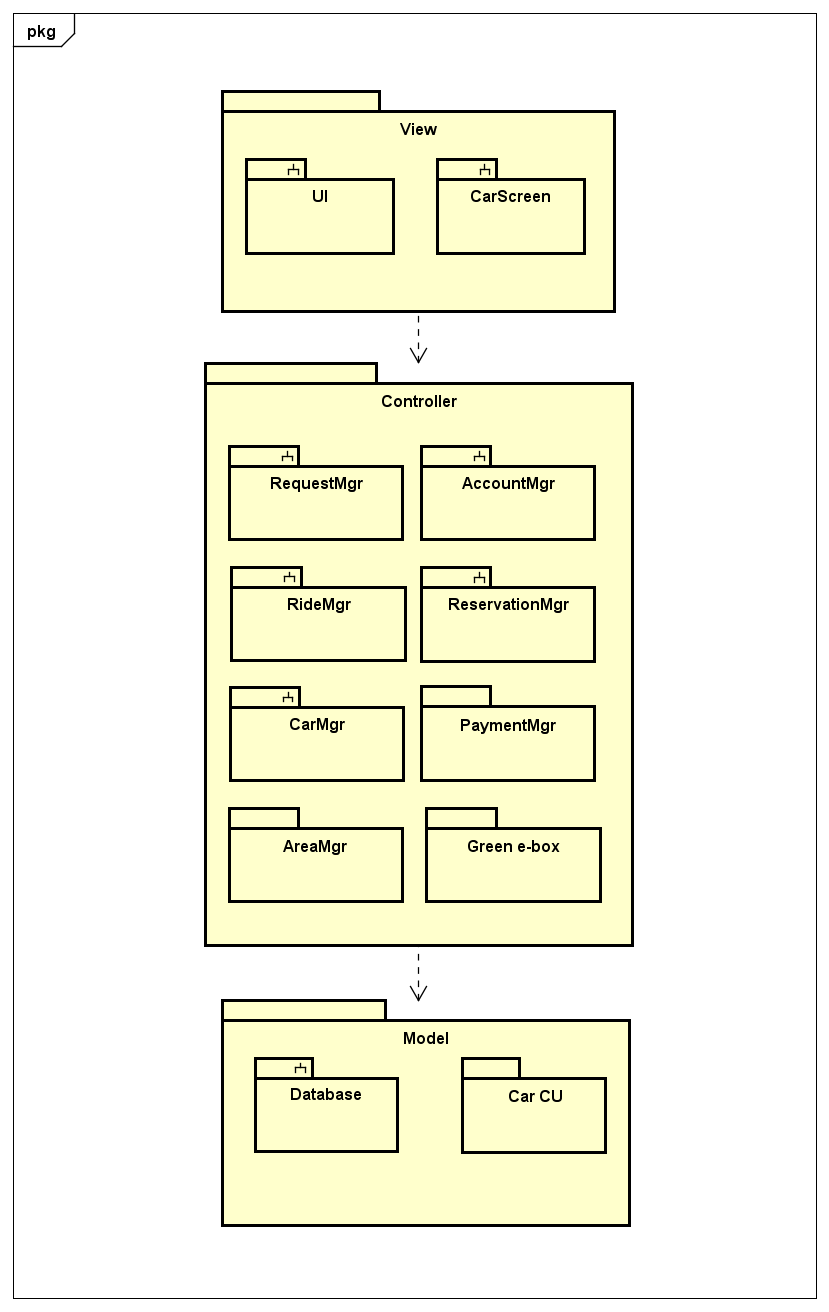 pkg
View
UI
CarScreen
Controller
RequestMgr
AccountMgr
RideMgr
ReservationMgr
CarMgr
PaymentMgr
AreaMgr
Green e-box
Model
Database
Car CU